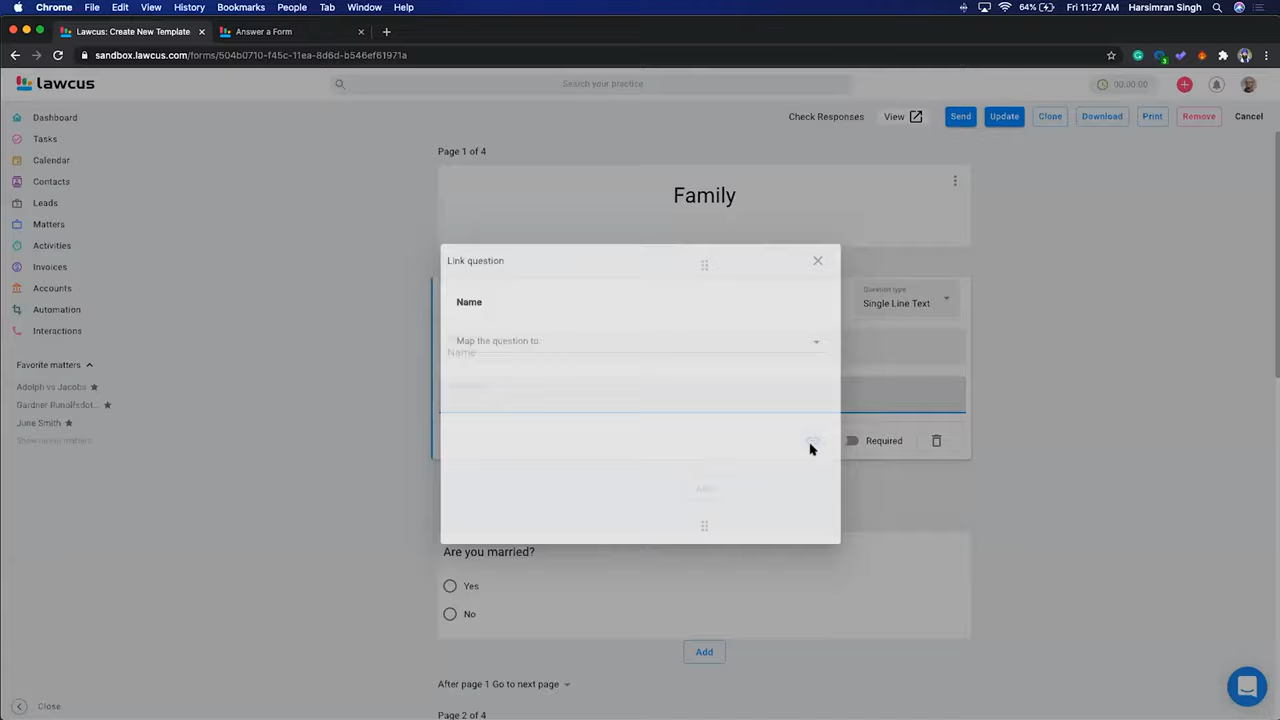 Chrome File Edit View History Bookmarks People Tab Window Help 64% Fri 11:27 AM Harsimran Singh
Lawcus: Create New Template Answer a Form
sandbox.lawcus.com/forms/504b0710-f45c-11ea-8d6d-b546ef61971a
lawcus Search your practice 00:00:00
Check Responses View Send Update Clone Download Print Remove Cancel
Dashboard
Tasks
Calendar
Contacts
Leads
Matters
Activities
Invoices
Accounts
Automation
Interactions
Favorite matters
Adolph vs Jacobs
Gardner Runolfsdot...
June Smith
Show newer matters
Close
Page 1 of 4
Family
Link question
Name
Map the question to:
Name
Question type
Single Line Text
Required
Are you married?
Yes
No
Add
After page 1 Go to next page
Page 2 of 4